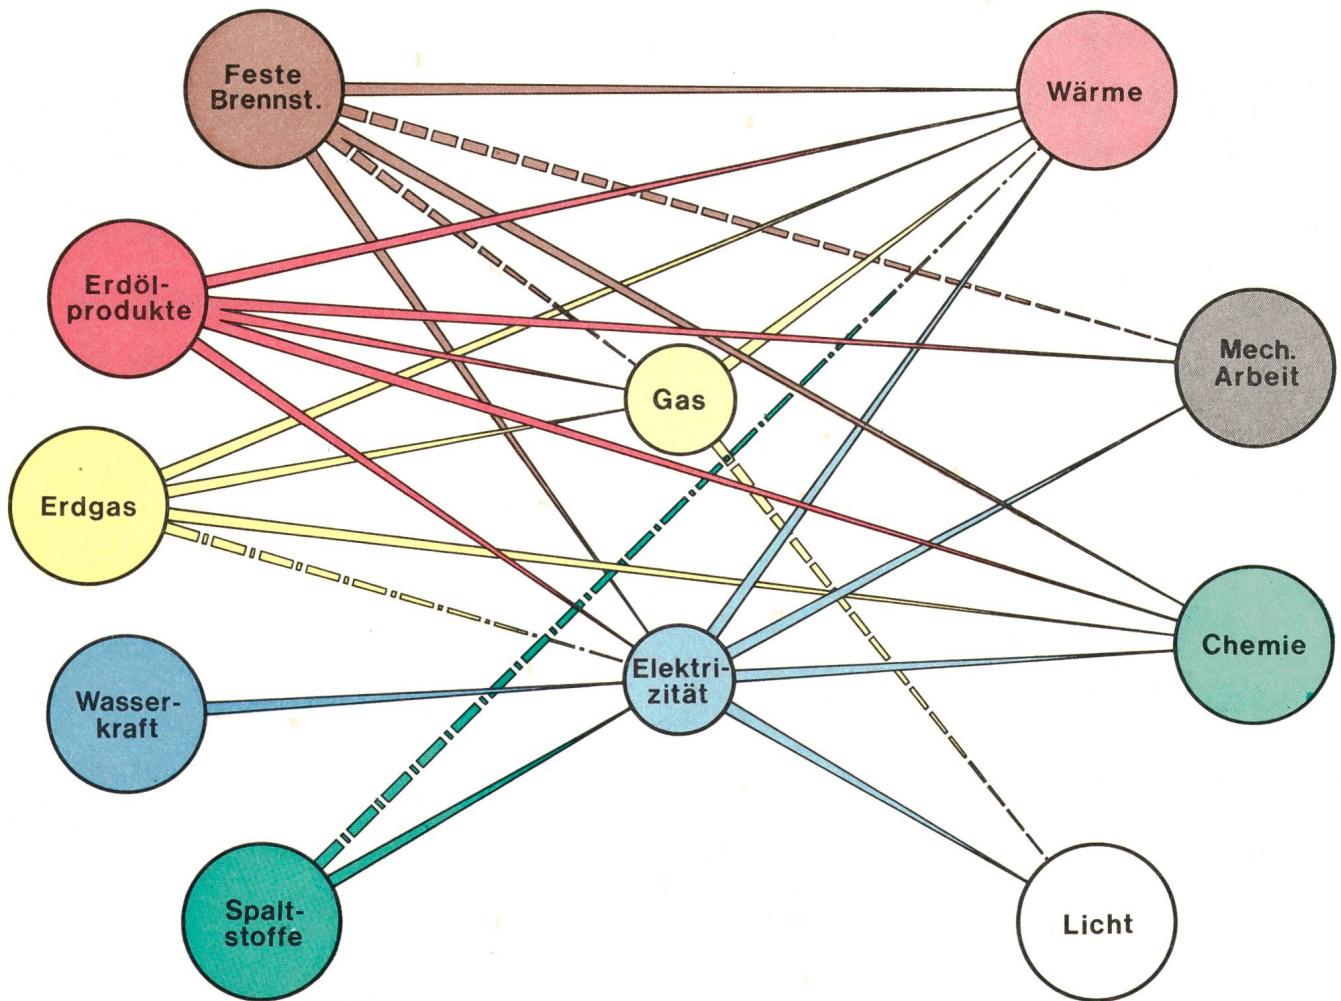 Feste
Brennst.
Wärme
Erdöl-
produkte
Mech.
Arbeit
Gas
Erdgas
Chemie
Elektri-
zität
Wasser-
kraft
Spalt-
stoffe
Licht